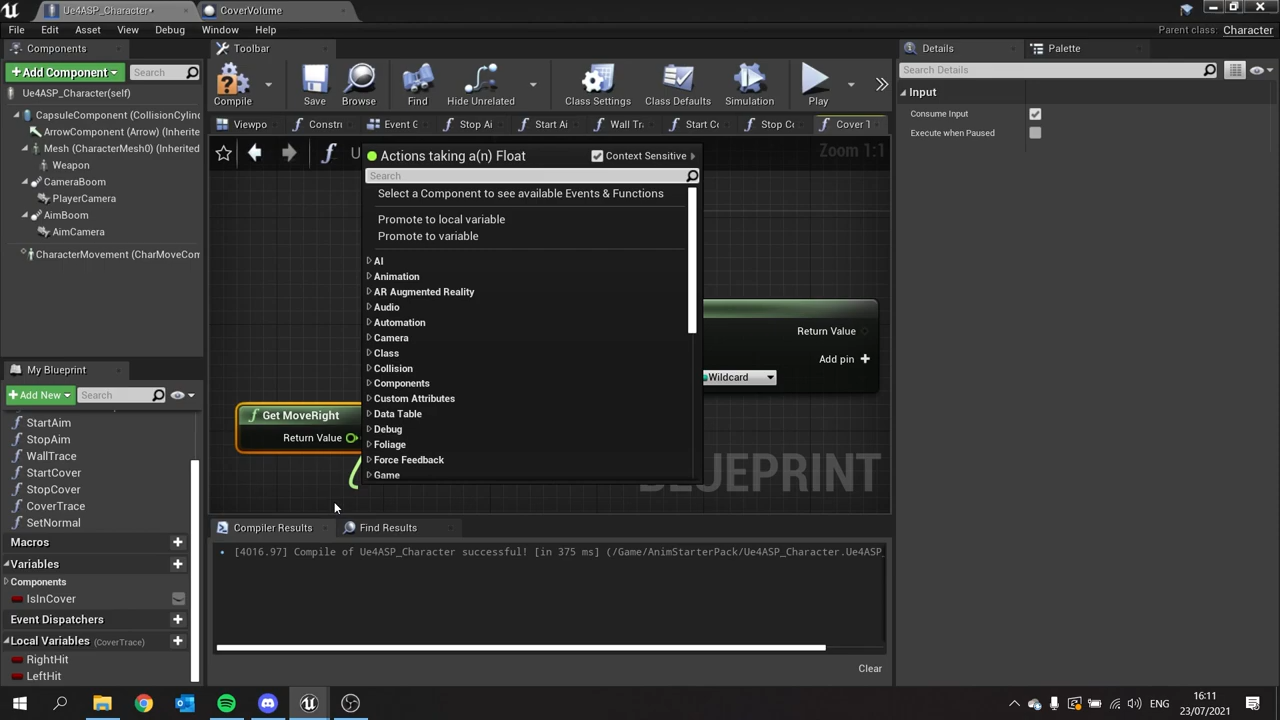 Ue4ASP_Character*
CoverVolume
File
Edit
Asset
View
Debug
Window
Help
Parent class:
Character
Components
Toolbar
Details
Palette
+Add Component
Search
Search Details
Ue4ASP_Character(self)
Compile
Save
Browse
Find
Hide Unrelated
Class Settings
Class Defaults
Simulation
Play
Input
Consume Input
Execute when Paused
CapsuleComponent (CollisionCylin
ArrowComponent (Arrow) (Inherite
Mesh (CharacterMesh0) (Inherited
Weapon
CameraBoom
PlayerCamera
AimBoom
AimCamera
CharacterMovement (CharMoveCom
Viewpo
Constr
Event G
Stop Ai
Start Ai
Wall Tr
Start Co
Stop Co
Cover T
Actions taking a(n) Float
Context Sensitive
Zoom 1:1
Search
Select a Component to see available Events & Functions
Promote to local variable
Promote to variable
AI
Animation
AR Augmented Reality
Audio
Automation
Camera
Class
Collision
Components
Custom Attributes
Data Table
Debug
Foliage
Force Feedback
Game
Return Value
Add pin
Wildcard
Get MoveRight
Return Value
BLUEPRINT
My Blueprint
+Add New
Search
StartAim
StopAim
WallTrace
StartCover
StopCover
CoverTrace
SetNormal
Macros
Variables
Components
IsInCover
Event Dispatchers
Local Variables (CoverTrace)
RightHit
LeftHit
Compiler Results
Find Results
[4016.97] Compile of Ue4ASP_Character successful! [in 375 ms] (/Game/AnimStarterPack/Ue4ASP_Character.Ue4ASP_
Clear
ENG
16:11
23/07/2021